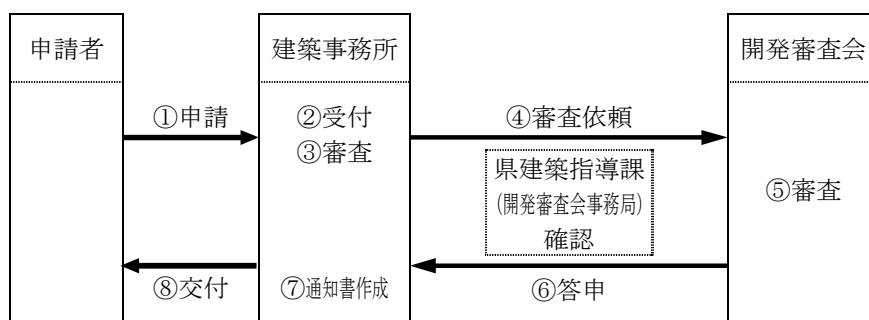 申請者
建築事務所
開発審査会
①申請
②受付
③審査
④審査依頼
県建築指導課
(開発審査会事務局)
確認
⑤審査
⑧交付
⑦通知書作成
⑥答申